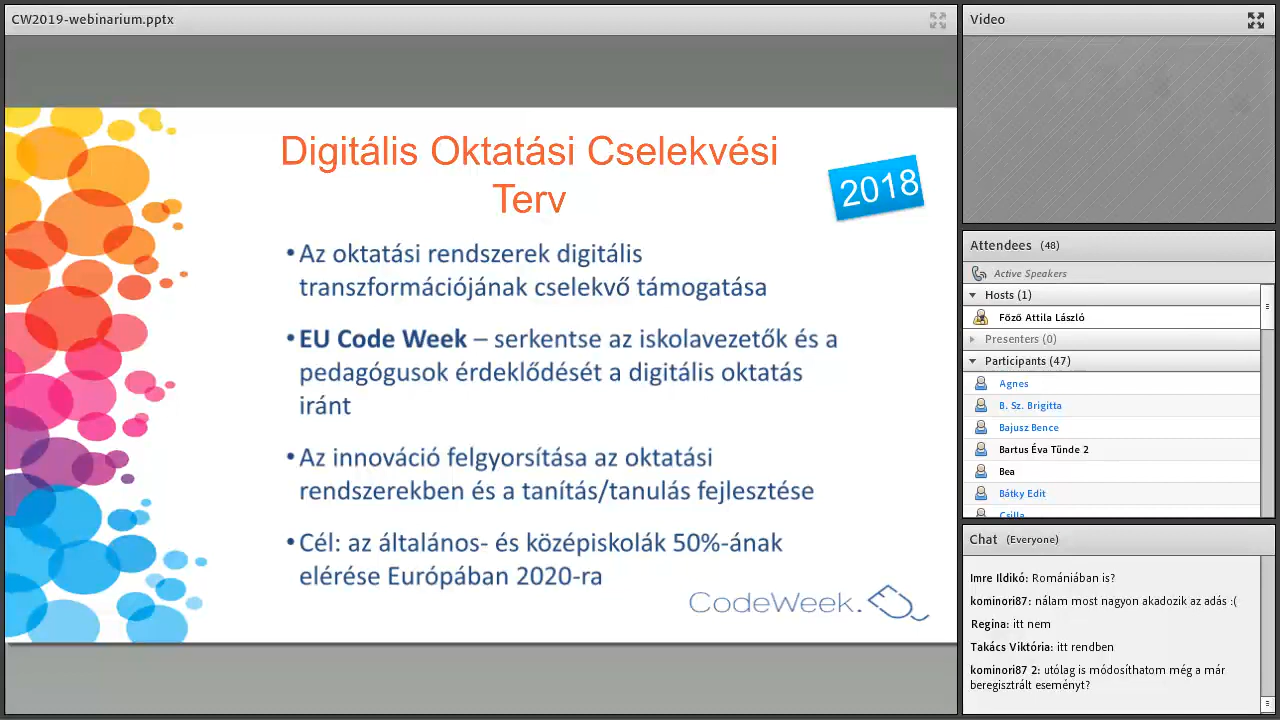 CW2019-webinarium.pptx
Digitális Oktatási Cselekvési
Terv
2018
•Az oktatási rendszerek digitális
transzformációjának cselekvő támogatása
•EU Code Week – serkentse az iskolavezetők és a
pedagógusok érdeklődését a digitális oktatás
iránt
•Az innováció felgyorsítása az oktatási
rendszerekben és a tanítás/tanulás fejlesztése
•Cél: az általános- és középiskolák 50%-ának
elérése Európában 2020-ra
CodeWeek.
Video
Attendees (48)
Active Speakers
Hosts (1)
Főző Attila László
Presenters (0)
Participants (47)
Agnes
B. Sz. Brigitta
Bajusz Bence
Bartus Éva Tünde 2
Bea
Bátky Edit
Csilla
Chat (Everyone)
Imre Ildikó: Romániában is?
kominori87: nálam most nagyon akadozik az adás :(
Regina: itt nem
Takács Viktória: itt rendben
kominori87 2: utólag is módosíthatom még a már
beregisztrált eseményt?